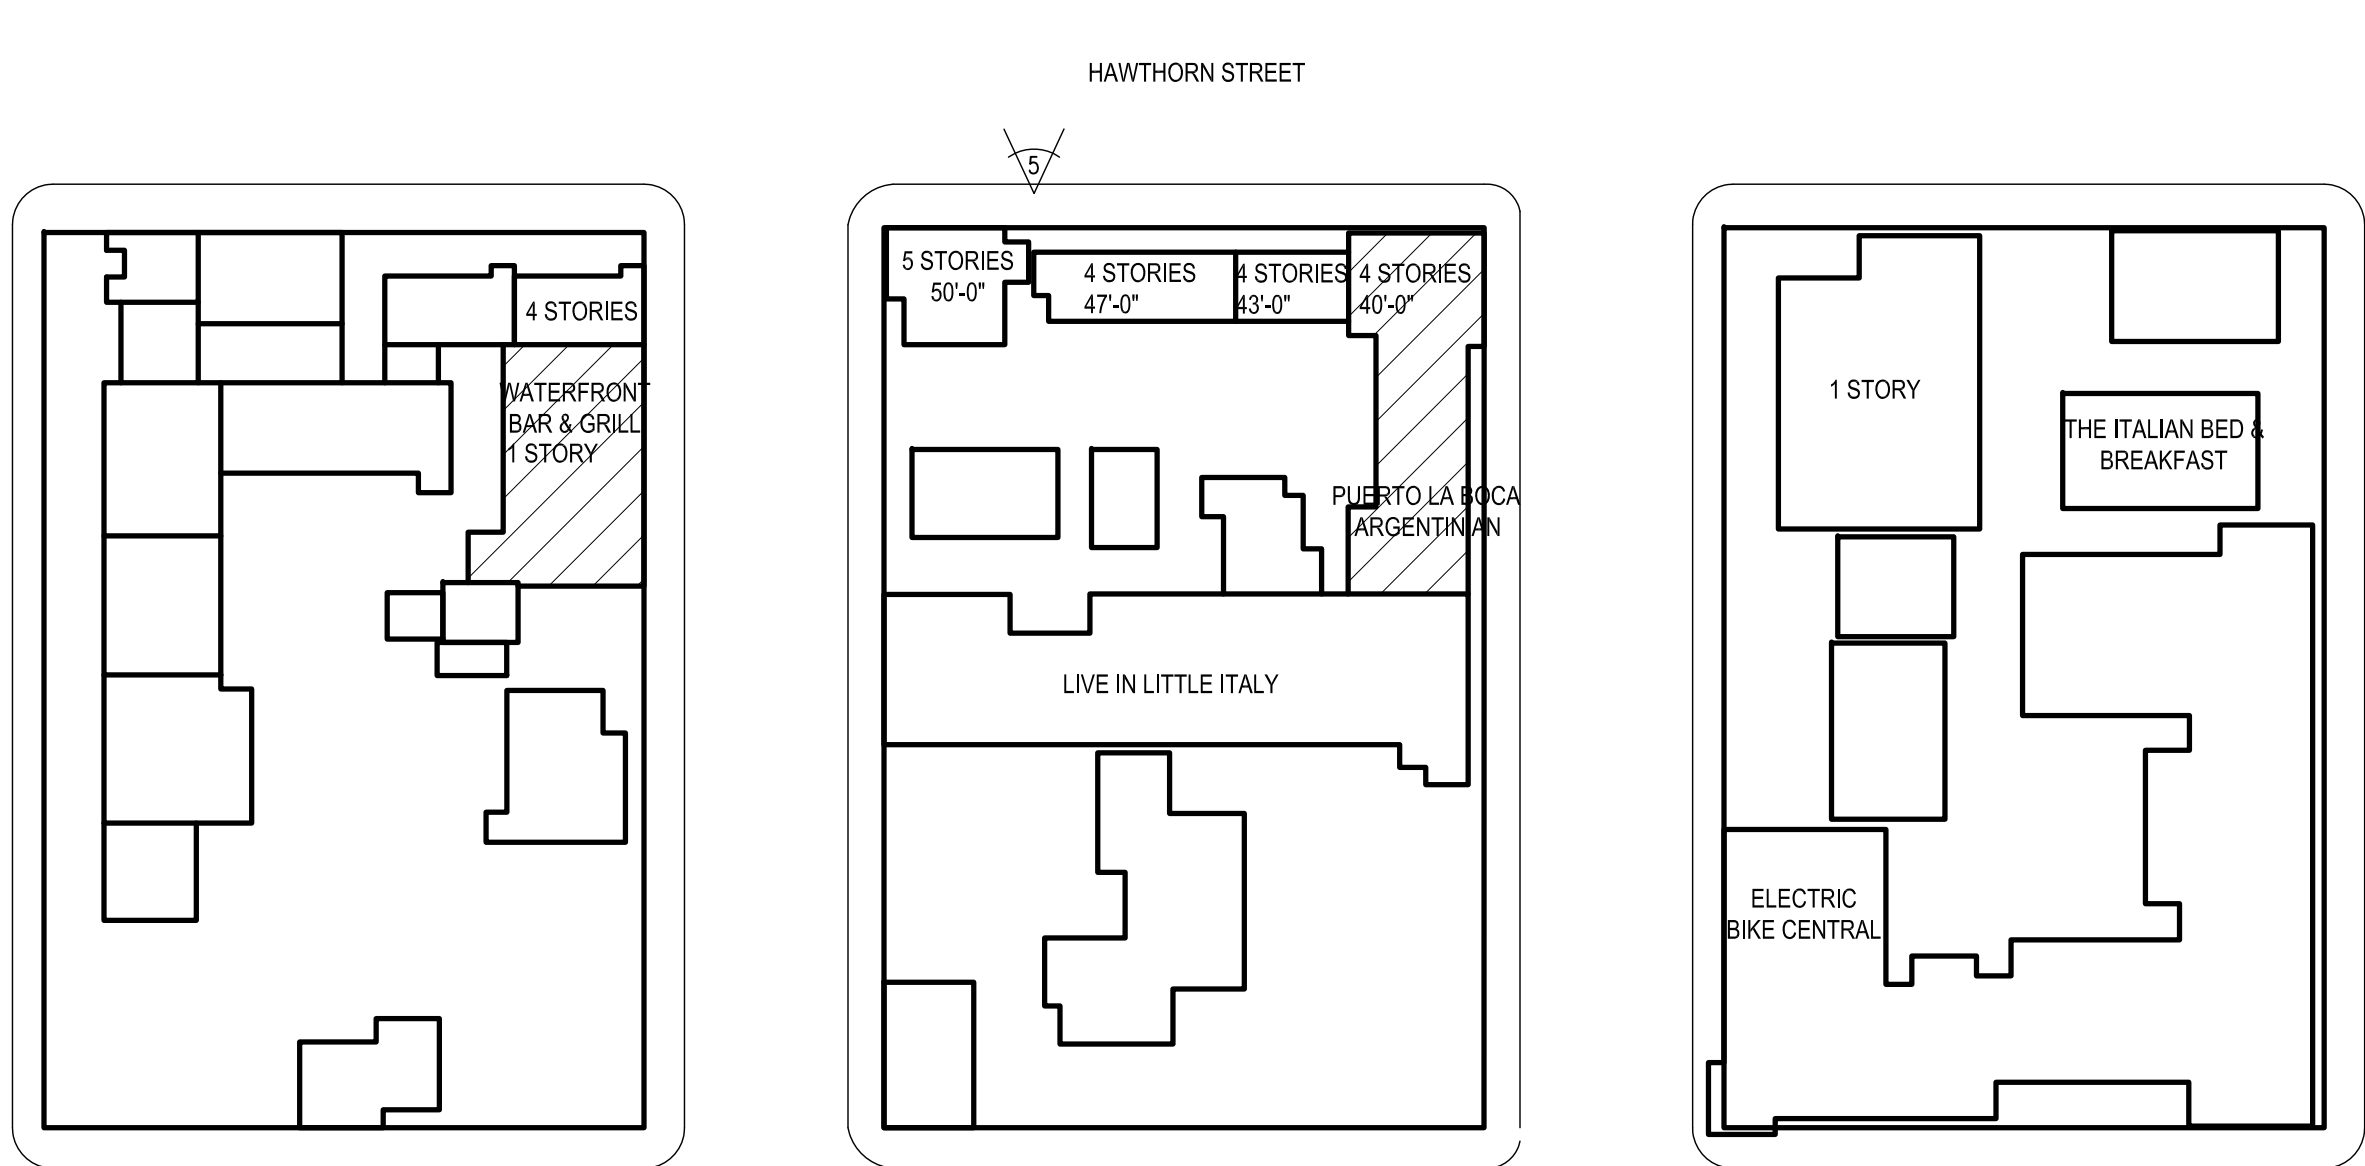 HAWTHORN STREET
5
4 STORIES
WATERFRONT
BAR & GRILL
1 STORY
5 STORIES
50'-0"
4 STORIES
47'-0"
4 STORIES
43'-0"
4 STORIES
40'-0"
PUERTO LA BOCA
ARGENTINIAN
LIVE IN LITTLE ITALY
1 STORY
THE ITALIAN BED &
BREAKFAST
ELECTRIC
BIKE CENTRAL